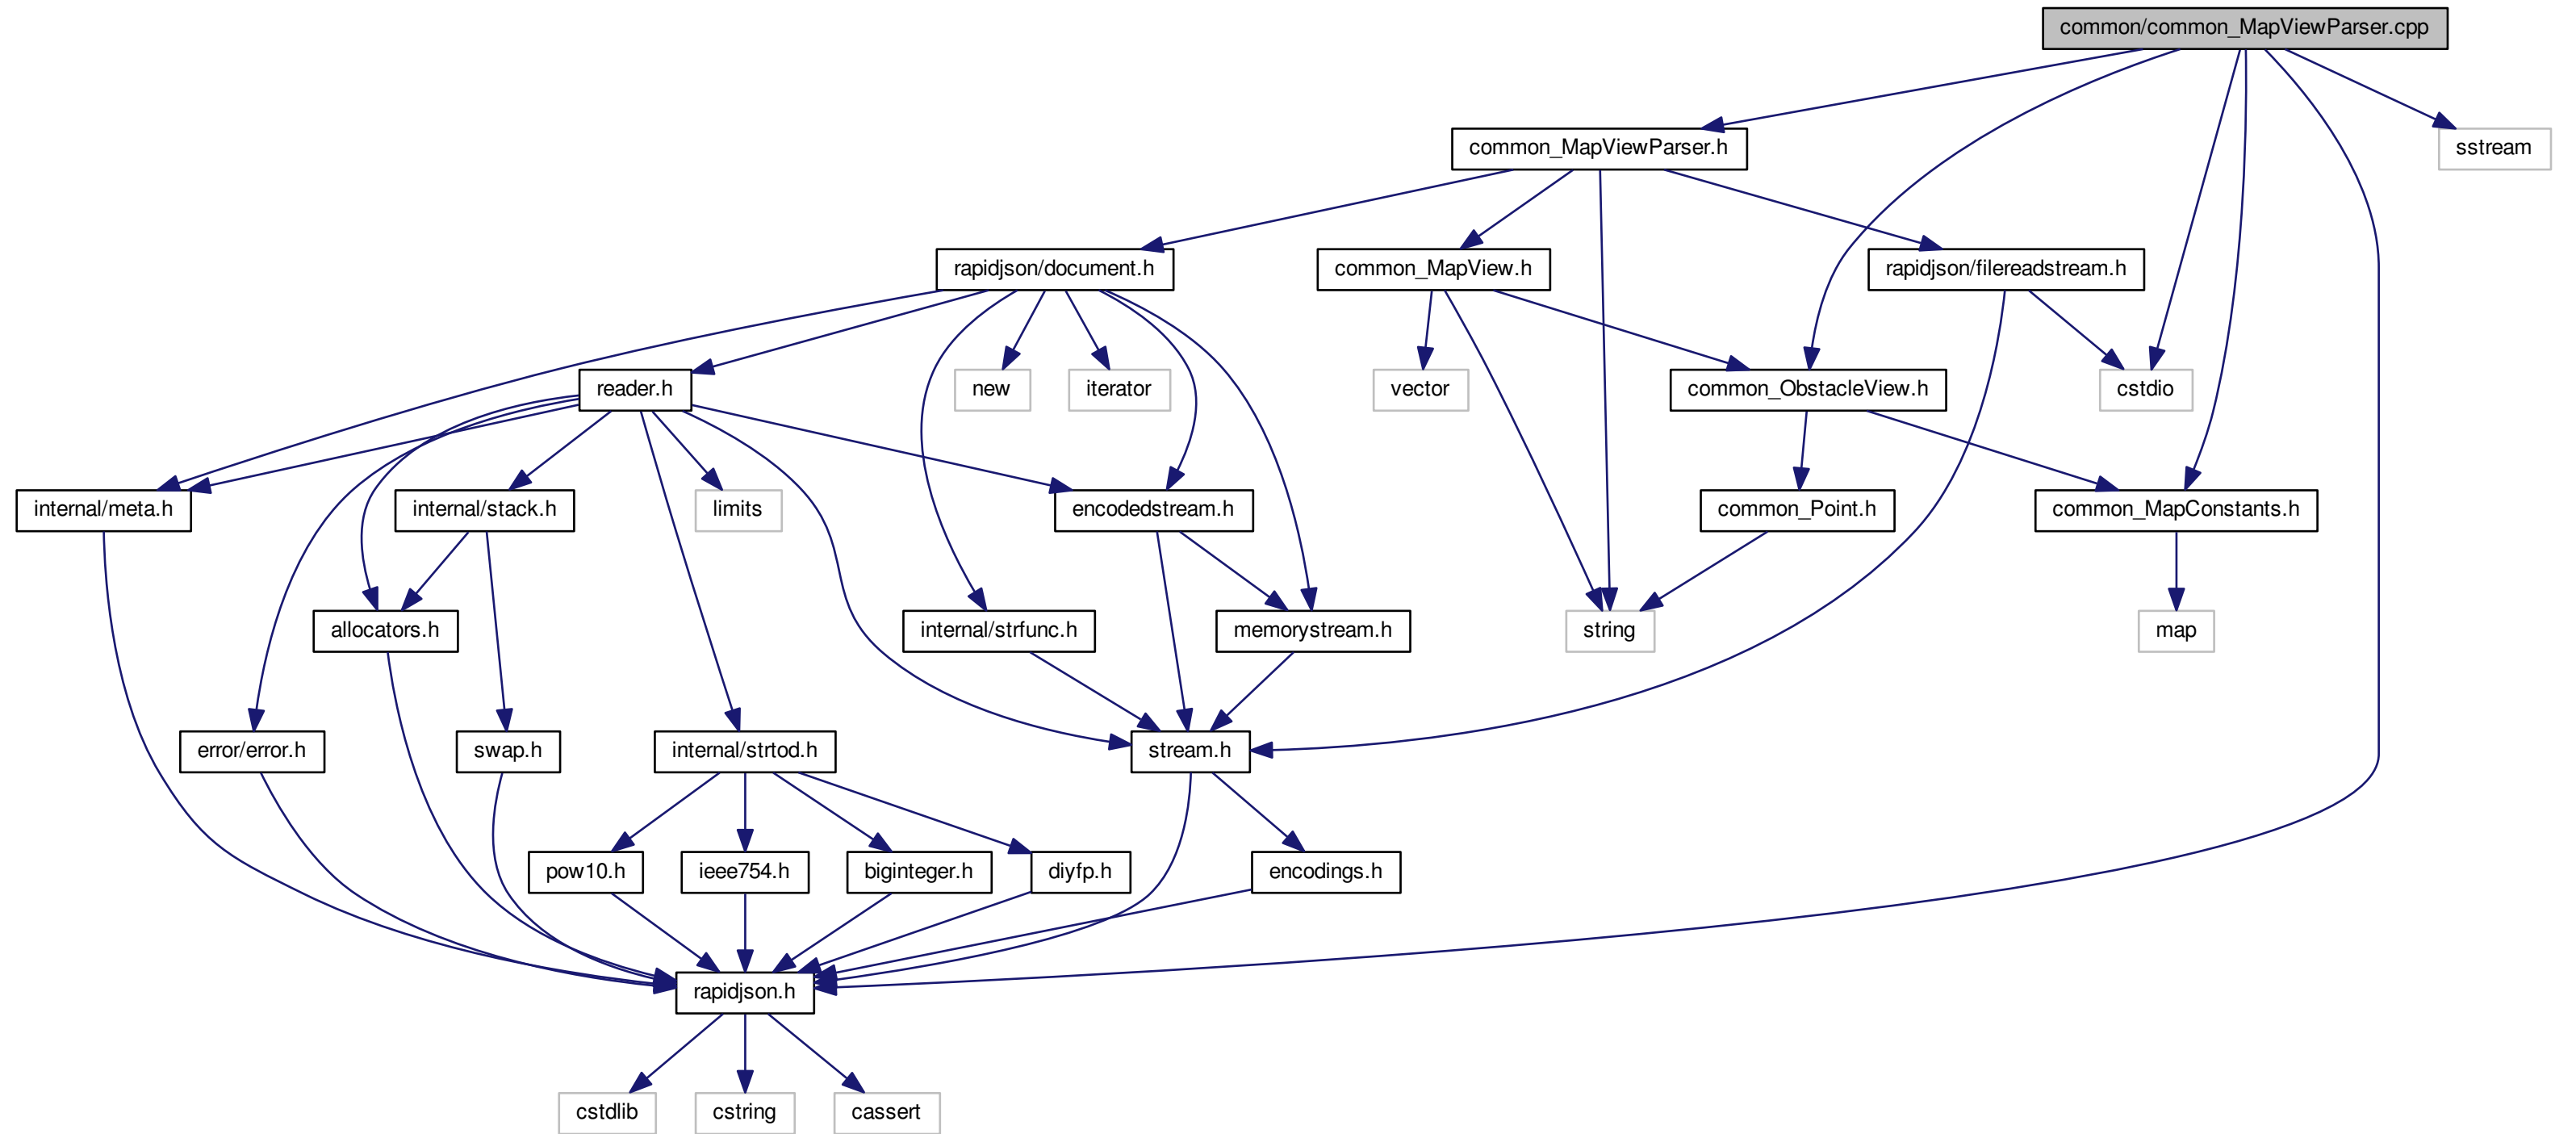 common/common_MapViewParser.cpp
common_MapViewParser.h
sstream
rapidjson/document.h
common_MapView.h
rapidjson/filereadstream.h
reader.h
new
iterator
vector
common_ObstacleView.h
cstdio
internal/meta.h
internal/stack.h
limits
encodedstream.h
common_Point.h
common_MapConstants.h
allocators.h
internal/strfunc.h
memorystream.h
string
map
error/error.h
swap.h
internal/strtod.h
stream.h
pow10.h
ieee754.h
biginteger.h
diyfp.h
encodings.h
rapidjson.h
cstdlib
cstring
cassert